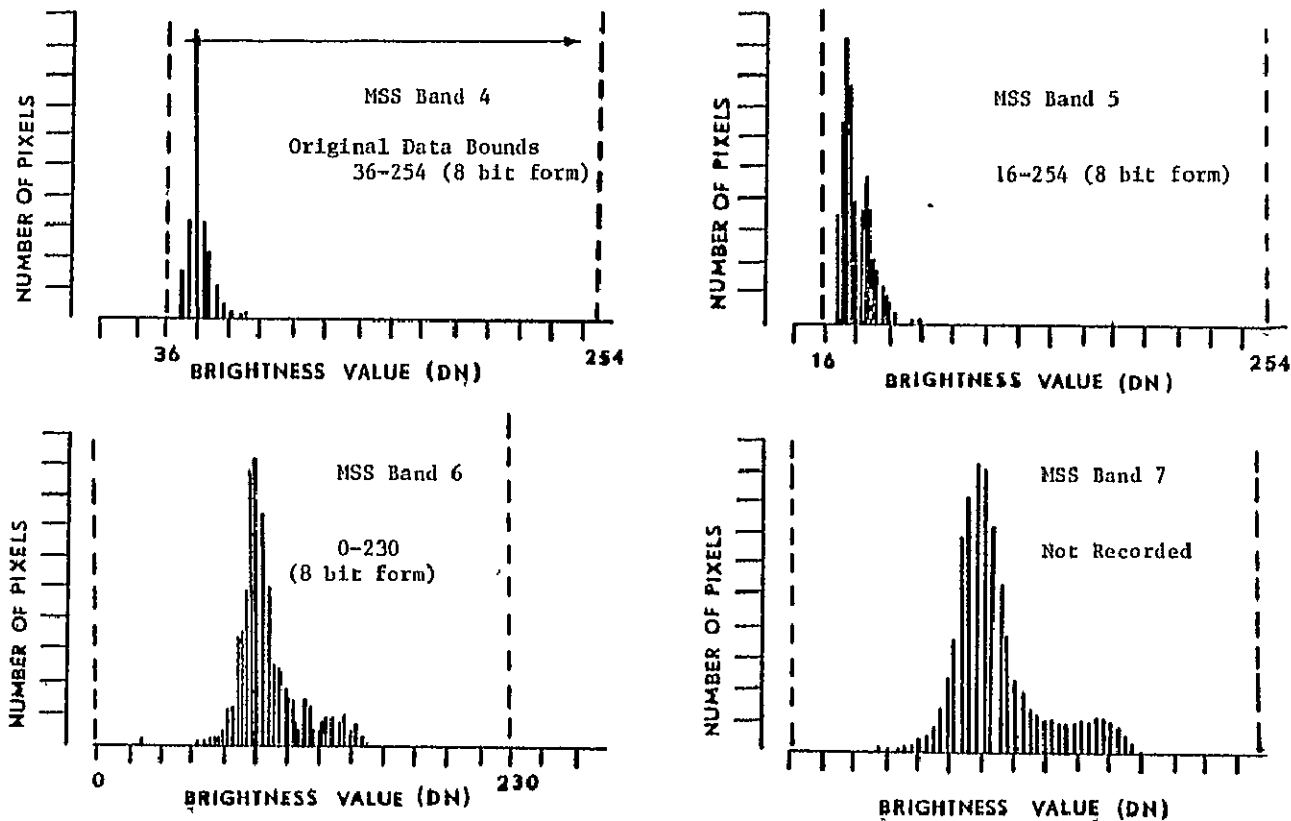 NUMBER OF PIXELS
MSS Band 4
Original Data Bounds
36-254 (8 bit form)
36
254
BRIGHTNESS VALUE (DN)
NUMBER OF PIXELS
MSS Band 5
16-254 (8 bit form)
16
254
BRIGHTNESS VALUE (DN)
NUMBER OF PIXELS
MSS Band 6
0-230
(8 bit form)
0
230
BRIGHTNESS VALUE (DN)
NUMBER OF PIXELS
MSS Band 7
Not Recorded
BRIGHTNESS VALUE (DN)